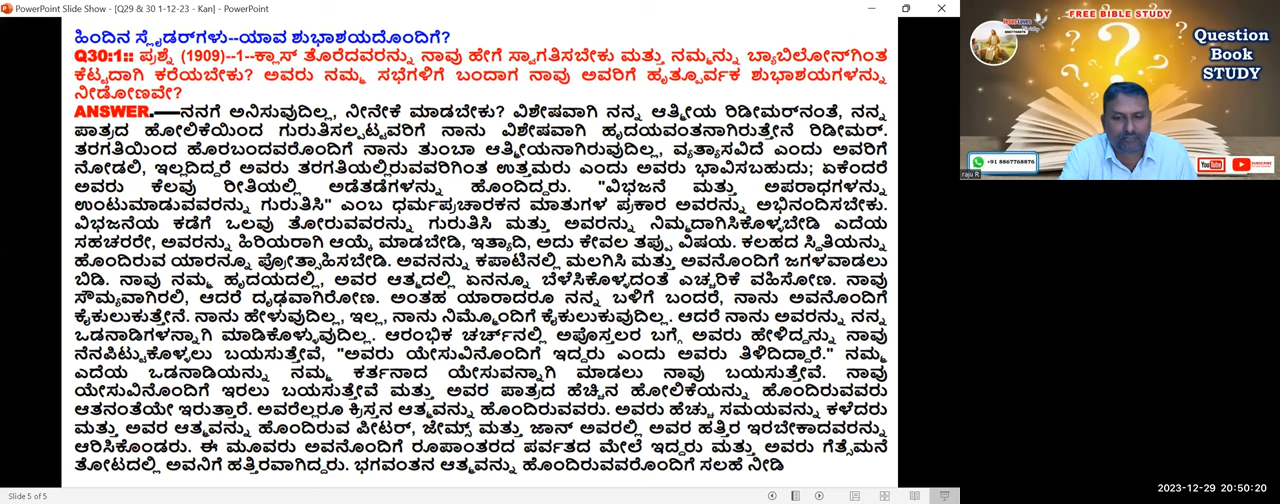 PowerPoint Slide Show - [Q29 & 30 1-12-23 - Kan] - PowerPoint
ಹಿಂದಿನ ಸ್ಲೈಡರ್‌ಗಳು--ಯಾವ ಶುಭಾಶಯದೊಂದಿಗೆ?
Q30:1:: ಪ್ರಶ್ನೆ (1909)--1--ಕ್ಲಾಸ್ ತೊರೆದವರನ್ನು ನಾವು ಹೇಗೆ ಸ್ವಾಗತಿಸಬೇಕು ಮತ್ತು ನಮ್ಮನ್ನು ಬ್ಯಾಬಿಲೋನ್‌ಗಿಂತ
ಕೆಟ್ಟದಾಗಿ ಕರೆಯಬೇಕು? ಅವರು ನಮ್ಮ ಸಭೆಗಳಿಗೆ ಬಂದಾಗ ನಾವು ಅವರಿಗೆ ಹೃತ್ಪೂರ್ವಕ ಶುಭಾಶಯಗಳನ್ನು
ನೀಡೋಣವೇ?
ANSWER.—ನನಗೆ ಅನಿಸುವುದಿಲ್ಲ, ನೀನೇಕೆ ಮಾಡಬೇಕು? ವಿಶೇಷವಾಗಿ ನನ್ನ ಆತ್ಮೀಯ ರಿಡೀಮರ್‌ನಂತೆ, ನನ್ನ
ಪಾತ್ರದ ಹೋಲಿಕೆಯಿಂದ ಗುರುತಿಸಲ್ಪಟ್ಟವರಿಗೆ ನಾನು ವಿಶೇಷವಾಗಿ ಹೃದಯವಂತನಾಗಿರುತ್ತೇನೆ ರಿಡೀಮರ್.
ತರಗತಿಯಿಂದ ಹೊರಬಂದವರೊಂದಿಗೆ ನಾನು ತುಂಬಾ ಆತ್ಮೀಯನಾಗಿರುವುದಿಲ್ಲ, ವ್ಯತ್ಯಾಸವಿದೆ ಎಂದು ಅವರಿಗೆ
ನೋಡಲಿ, ಇಲ್ಲದಿದ್ದರೆ ಅವರು ತರಗತಿಯಲ್ಲಿರುವವರಿಗಿಂತ ಉತ್ತಮರು ಎಂದು ಅವರು ಭಾವಿಸಬಹುದು; ಏಕೆಂದರೆ
ಅವರು ಕೆಲವು ರೀತಿಯಲ್ಲಿ ಅಡೆತಡೆಗಳನ್ನು ಹೊಂದಿದ್ದರು. "ವಿಭಜನೆ ಮತ್ತು ಅಪರಾಧಗಳನ್ನು
ಉಂಟುಮಾಡುವವರನ್ನು ಗುರುತಿಸಿ" ಎಂಬ ಧರ್ಮಪ್ರಚಾರಕನ ಮಾತುಗಳ ಪ್ರಕಾರ ಅವರನ್ನು ಅಭಿನಂದಿಸಬೇಕು.
ವಿಭಜನೆಯ ಕಡೆಗೆ ಒಲವು ತೋರುವವರನ್ನು ಗುರುತಿಸಿ ಮತ್ತು ಅವರನ್ನು ನಿಮ್ಮದಾಗಿಸಿಕೊಳ್ಳಬೇಡಿ ಎದೆಯ
ಸಹಚರರೇ, ಅವರನ್ನು ಹಿರಿಯರಾಗಿ ಆಯ್ಕೆ ಮಾಡಬೇಡಿ, ಇತ್ಯಾದಿ, ಅದು ಕೇವಲ ತಪ್ಪು ವಿಷಯ. ಕಲಹದ ಸ್ಥಿತಿಯನ್ನು
ಹೊಂದಿರುವ ಯಾರನ್ನೂ ಪ್ರೋತ್ಸಾಹಿಸಬೇಡಿ. ಅವನನ್ನು ಕಪಾಟಿನಲ್ಲಿ ಮಲಗಿಸಿ ಮತ್ತು ಅವನೊಂದಿಗೆ ಜಗಳವಾಡಲು
ಬಿಡಿ. ನಾವು ನಮ್ಮ ಹೃದಯದಲ್ಲಿ, ಅವರ ಆತ್ಮದಲ್ಲಿ ಏನನ್ನೂ ಬೆಳೆಸಿಕೊಳ್ಳದಂತೆ ಎಚ್ಚರಿಕೆ ವಹಿಸೋಣ. ನಾವು
ಸೌಮ್ಯವಾಗಿರಲಿ, ಆದರೆ ದೃಢವಾಗಿರೋಣ. ಅಂತಹ ಯಾರಾದರೂ ನನ್ನ ಬಳಿಗೆ ಬಂದರೆ, ನಾನು ಅವನೊಂದಿಗೆ
ಕೈಕುಲುಕುತ್ತೇನೆ. ನಾನು ಹೇಳುವುದಿಲ್ಲ, ಇಲ್ಲ, ನಾನು ನಿಮ್ಮೊಂದಿಗೆ ಕೈಕುಲುಕುವುದಿಲ್ಲ. ಆದರೆ ನಾನು ಅವರನ್ನು ನನ್ನ
ಒಡನಾಡಿಗಳನ್ನಾಗಿ ಮಾಡಿಕೊಳ್ಳುವುದಿಲ್ಲ. ಆರಂಭಿಕ ಚರ್ಚ್‌ನಲ್ಲಿ ಅಪೊಸ್ತಲರ ಬಗ್ಗೆ ಅವರು ಹೇಳಿದ್ದನ್ನು ನಾವು
ನೆನಪಿಟ್ಟುಕೊಳ್ಳಲು ಬಯಸುತ್ತೇವೆ, "ಅವರು ಯೇಸುವಿನೊಂದಿಗೆ ಇದ್ದರು ಎಂದು ಅವರು ತಿಳಿದಿದ್ದಾರೆ." ನಮ್ಮ
ಎದೆಯ ಒಡನಾಡಿಯನ್ನು ನಮ್ಮ ಕರ್ತನಾದ ಯೇಸುವನ್ನಾಗಿ ಮಾಡಲು ನಾವು ಬಯಸುತ್ತೇವೆ. ನಾವು
ಯೇಸುವಿನೊಂದಿಗೆ ಇರಲು ಬಯಸುತ್ತೇವೆ ಮತ್ತು ಅವರ ಪಾತ್ರದ ಹೆಚ್ಚಿನ ಹೋಲಿಕೆಯನ್ನು ಹೊಂದಿರುವವರು
ಆತನಂತೆಯೇ ಇರುತ್ತಾರೆ. ಅವರೆಲ್ಲರೂ ಕ್ರಿಸ್ತನ ಆತ್ಮವನ್ನು ಹೊಂದಿರುವವರು. ಅವರು ಹೆಚ್ಚು ಸಮಯವನ್ನು ಕಳೆದರು
ಮತ್ತು ಅವರ ಆತ್ಮವನ್ನು ಹೊಂದಿರುವ ಪೀಟರ್, ಜೇಮ್ಸ್ ಮತ್ತು ಜಾನ್ ಅವರಲ್ಲಿ ಅವರ ಹತ್ತಿರ ಇರಬೇಕಾದವರನ್ನು
ಆರಿಸಿಕೊಂಡರು. ಈ ಮೂವರು ಅವನೊಂದಿಗೆ ರೂಪಾಂತರದ ಪರ್ವತದ ಮೇಲೆ ಇದ್ದರು ಮತ್ತು ಅವರು ಗೆತ್ಸೆಮನೆ
ತೋಟದಲ್ಲಿ ಅವನಿಗೆ ಹತ್ತಿರವಾಗಿದ್ದರು. ಭಗವಂತನ ಆತ್ಮವನ್ನು ಹೊಂದಿರುವವರೊಂದಿಗೆ ಸಲಹೆ ನೀಡಿ
Slide 5 of 5
FREE BIBLE STUDY
Jesus Loves
8867768876
Question
Book
STUDY
+91 8867768876
You Tube
SUBSCRIBE
raju R
2023-12-29 20:50:20